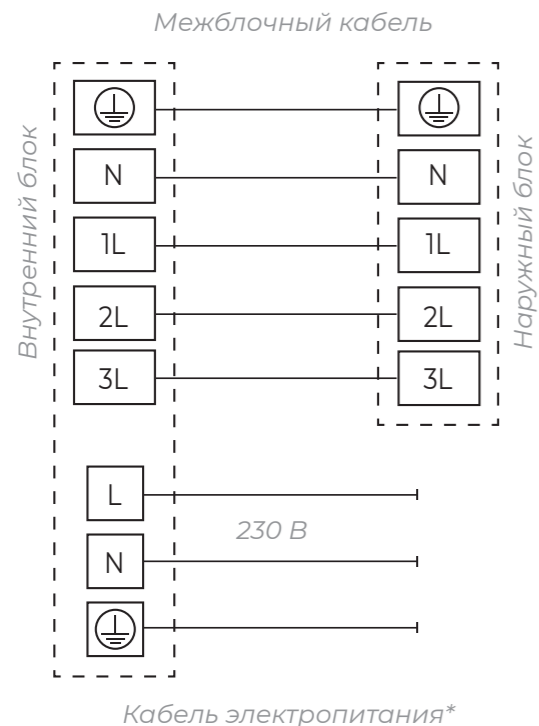 Межблочный кабель
Внутренний блок
Наружный блок
N N
1L 1L
2L 2L
3L 3L
L
230 В
N
Кабель электропитания*